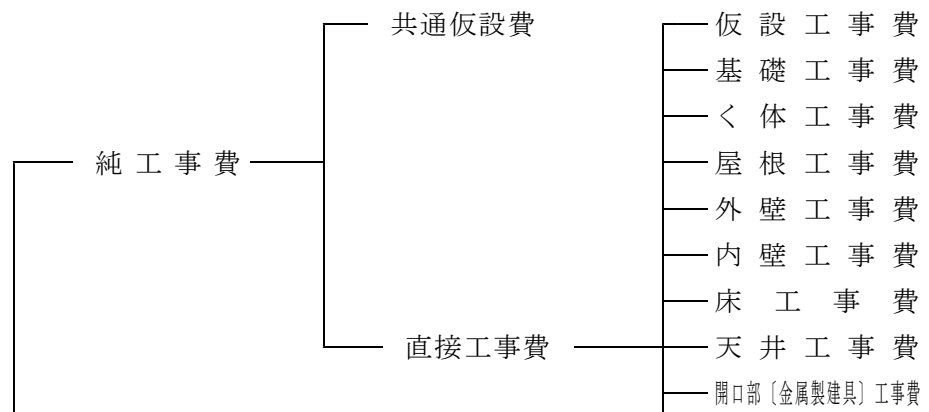 共通仮設費
仮設工事費
基礎工事費
く体工事費
純工事費
屋根工事費
外壁工事費
内壁工事費
床工事費
直接工事費
天井工事費
開口部〔金属製建具〕工事費